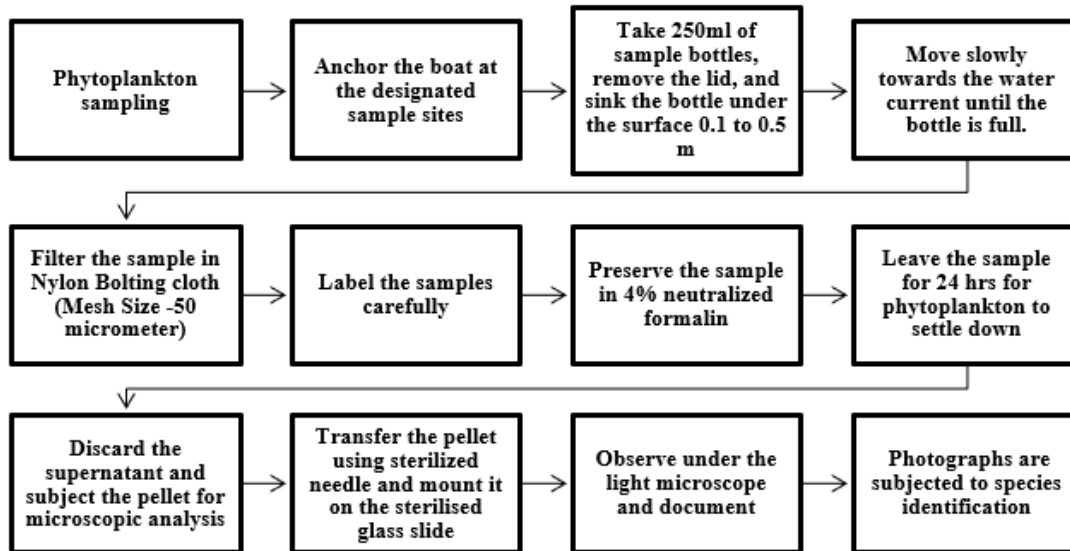 Phytoplankton
sampling
Anchor the boat at
the designated
sample sites
Take 250ml of
sample bottles,
remove the lid, and
sink the bottle under
the surface 0.1 to 0.5
m
Move slowly
towards the water
current until the
bottle is full.
Filter the sample in
Nylon Bolting cloth
(Mesh Size -50
micrometer)
Label the samples
carefully
Preserve the sample
in 4% neutralized
formalin
Leave the sample
for 24 hrs for
phytoplankton to
settle down
Discard the
supernatant and
subject the pellet for
microscopic analysis
Transfer the pellet
using sterilized
needle and mount it
on the sterilised
glass slide
Observe under the
light microscope
and document
Photographs are
subjected to species
identification